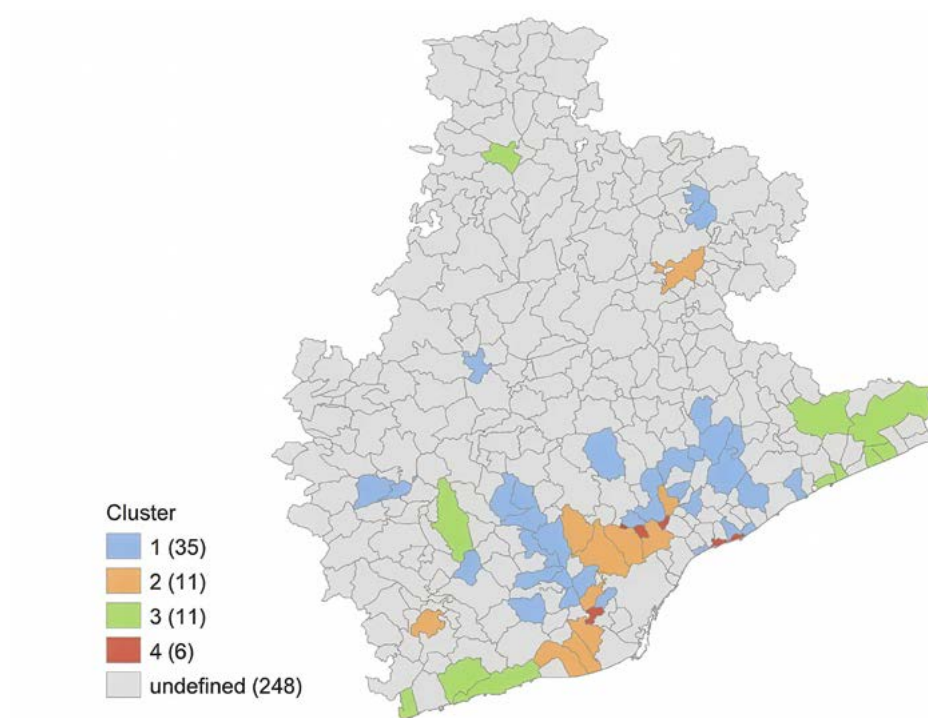 Cluster
1 (35)
2 (11)
3 (11)
4 (6)
undefined (248)